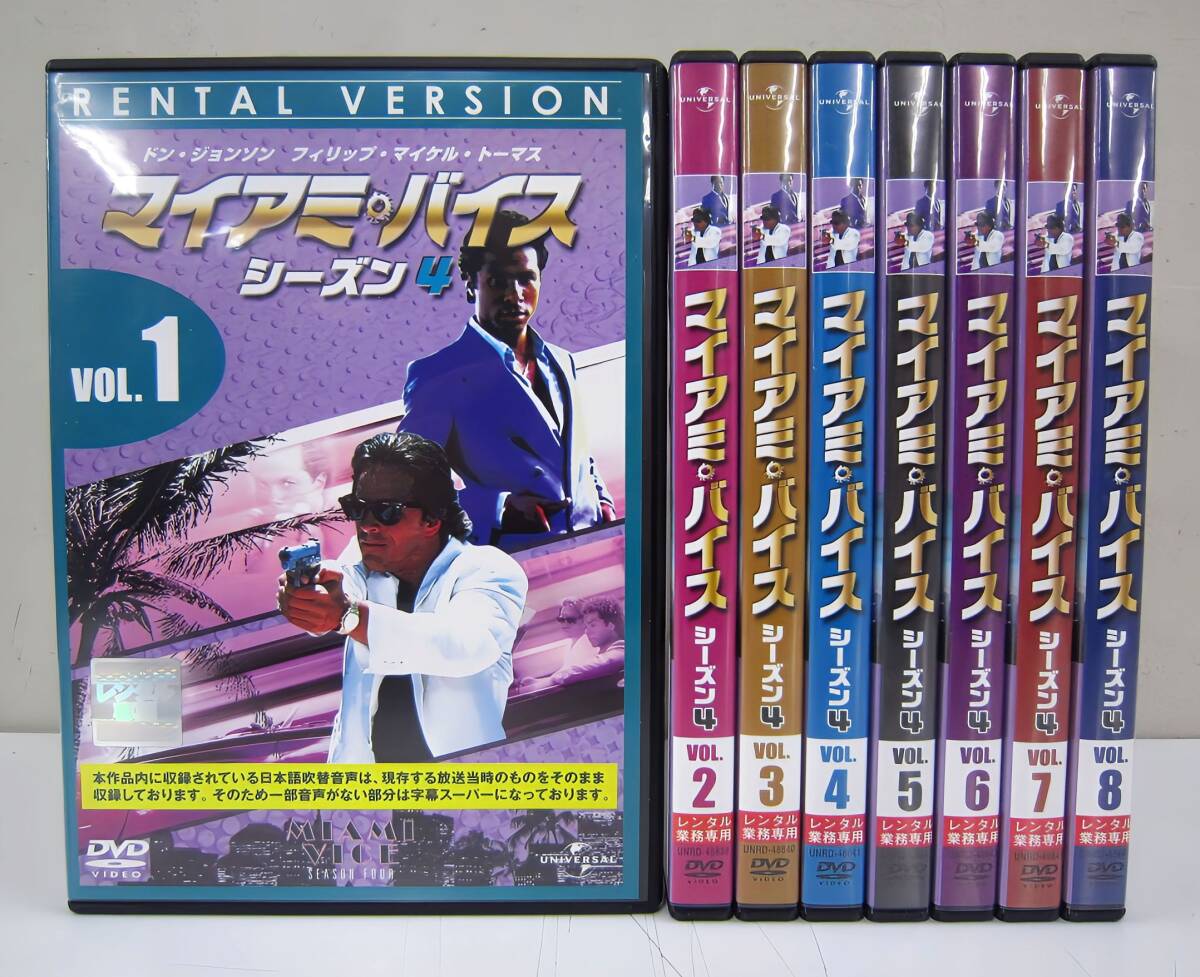 RENTAL VERSION
ドン・ジョンソン フィリップ・マイケル・トーマス
マイアミ・バイス
シーズン 4
VOL. 1
本作品内に収録されている日本語吹替音声は、現存する放送当時のものをそのまま
収録しております。そのため一部音声がない部分は字幕スーパーになっております。
MIAMI
VICE
SEASON FOUR
DVD
VIDEO
UNIVERSAL
UNIVERSAL
マイアミ・バイス シーズン4
VOL.
2
レンタル
業務専用
DVD
VIDEO
UNIVERSAL
マイアミ・バイス シーズン4
VOL.
3
レンタル
業務専用
UNRD-48840
DVD
VIDEO
UNIVERSAL
マイアミ・バイス シーズン4
VOL.
4
レンタル
業務専用
DVD
VIDEO
UNIVERSAL
マイアミ・バイス シーズン4
VOL.
5
レンタル
業務専用
DVD
VIDEO
UNIVERSAL
マイアミ・バイス シーズン4
VOL.
6
レンタル
業務専用
DVD
VIDEO
UNIVERSAL
マイアミ・バイス シーズン4
VOL.
7
レンタル
業務専用
DVD
VIDEO
UNIVERSAL
マイアミ・バイス シーズン4
VOL.
8
レンタル
業務専用
DVD
VIDEO